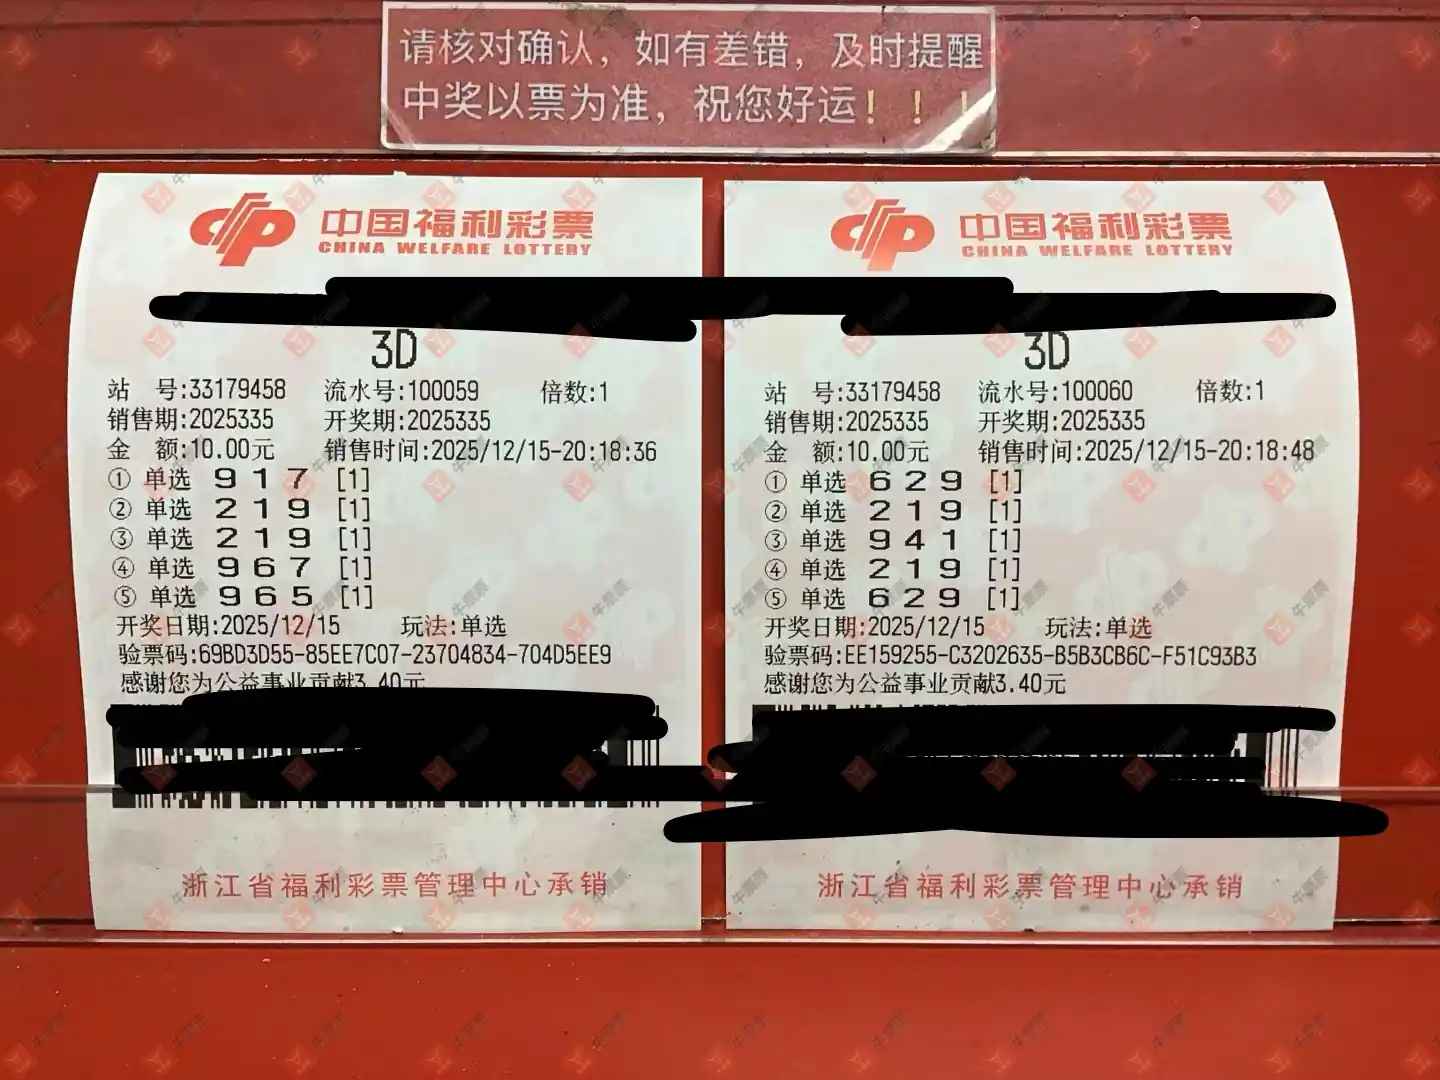 请核对确认，如有差错，及时提醒
中奖以票为准，祝您好运！！！
中国福利彩票
CHINA WELFARE LOTTERY
3D
站 号:33179458 流水号:100059 倍数:1
销售期:2025335 开奖期:2025335
金 额:10.00元 销售时间:2025/12/15-20:18:36
① 单选 9 1 7 [1]
② 单选 2 1 9 [1]
③ 单选 2 1 9 [1]
④ 单选 9 6 7 [1]
⑤ 单选 9 6 5 [1]
开奖日期:2025/12/15 玩法:单选
验票码:69BD3D55-85EE7C07-23704834-704D5EE9
感谢您为公益事业贡献3.40元
浙江省福利彩票管理中心承销
中国福利彩票
CHINA WELFARE LOTTERY
3D
站 号:33179458 流水号:100060 倍数:1
销售期:2025335 开奖期:2025335
金 额:10.00元 销售时间:2025/12/15-20:18:48
① 单选 6 2 9 [1]
② 单选 2 1 9 [1]
③ 单选 9 4 1 [1]
④ 单选 2 1 9 [1]
⑤ 单选 6 2 9 [1]
开奖日期:2025/12/15 玩法:单选
验票码:EE159255-C3202635-B5B3CB6C-F51C93B3
感谢您为公益事业贡献3.40元
浙江省福利彩票管理中心承销